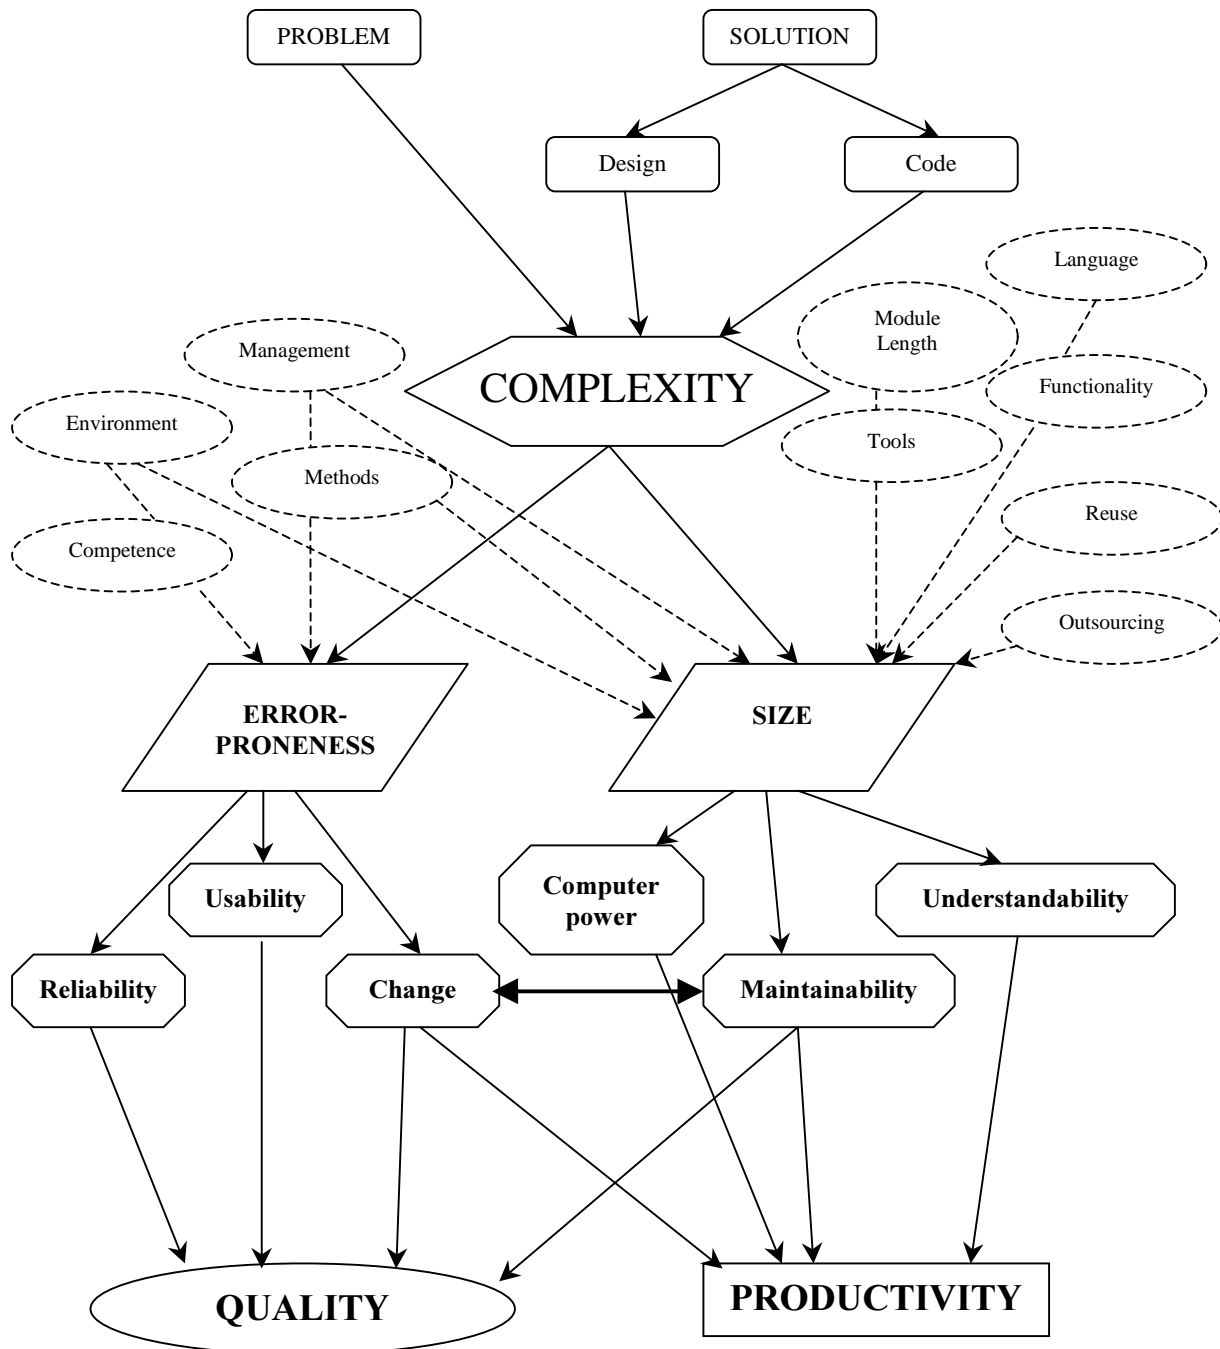 PROBLEM
SOLUTION
Design
Code
Language
Module
Length
Management
COMPLEXITY
Functionality
Environment
Tools
Methods
Reuse
Competence
Outsourcing
ERROR-
PRONENESS
SIZE
Usability
Computer
power
Understandability
Reliability
Change
Maintainability
QUALITY
PRODUCTIVITY